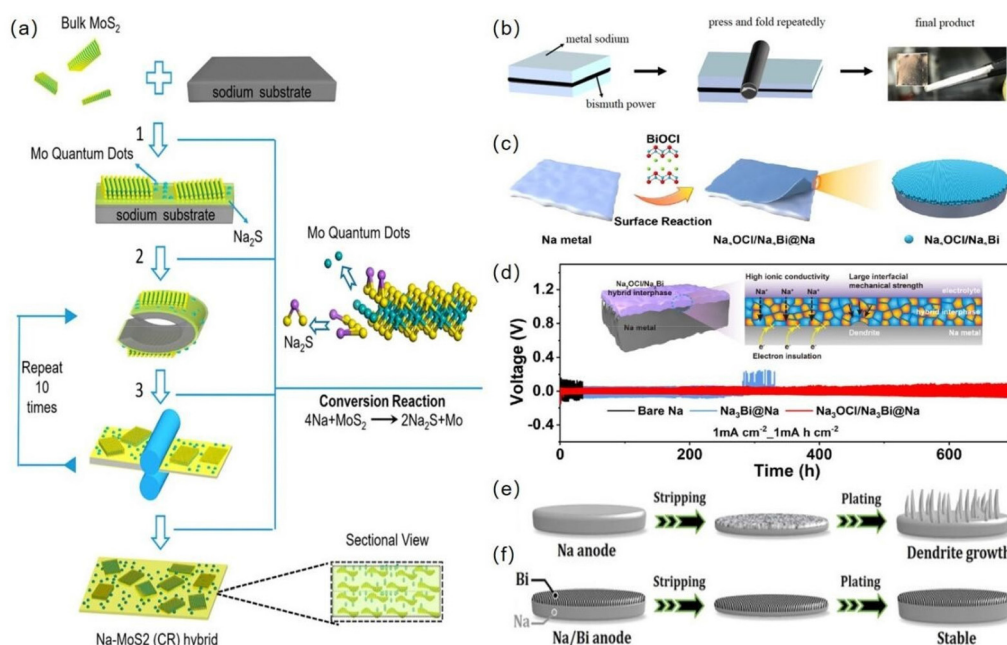 (a)
Bulk MoS₂
sodium substrate
1
Mo Quantum Dots
sodium substrate
Na₂S
2
Mo Quantum Dots
Na₂S
Repeat
10
times
3
Conversion Reaction
4Na+MoS₂→2Na₂S+Mo
Sectional View
Na-MoS2 (CR) hybrid
(b)
metal sodium
bismuth power
press and fold repeatedly
final product
(c)
BiOCl
Surface Reaction
Na metal
Na₃OCl/Na₃Bi@Na
Na₃OCl/Na₃Bi
(d)
Na₃OCl/Na₃Bi
hybrid interphase
Na metal
High ionic conductivity
Large interfacial
mechanical strength
Na⁺ Na⁺ Na⁺
electrolyte
hybrid interphase
Na metal
Dendrite
e⁻ e⁻ e⁻
Electron insulation
Voltage (V)
1.2
0.8
0.4
0.0
-0.4
Bare Na
Na₃Bi@Na
Na₃OCl/Na₃Bi@Na
1mA cm⁻²_1mA h cm⁻²
0 200 400 600
Time (h)
(e)
Na anode
Stripping
Plating
Dendrite growth
(f)
Bi
Na
Na/Bi anode
Stripping
Plating
Stable